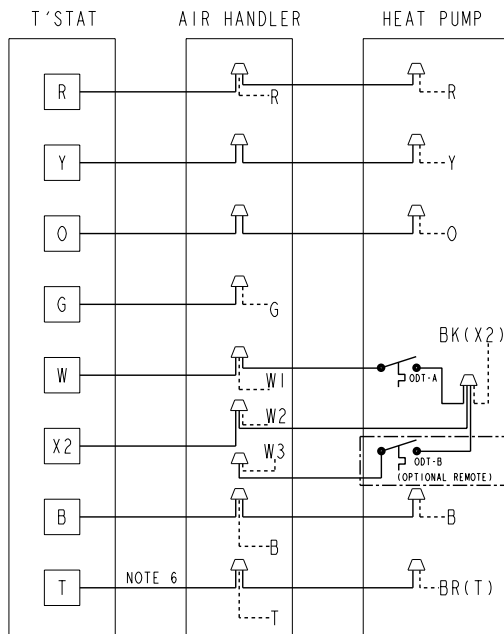 T'STAT AIR HANDLER HEAT PUMP
R R R
Y Y
O O
G G
BK(X2)
W W1 ODT-A
X2 W2
W3 ODT-B
(OPTIONAL REMOTE)
B B B
T NOTE 6 T BR(T)